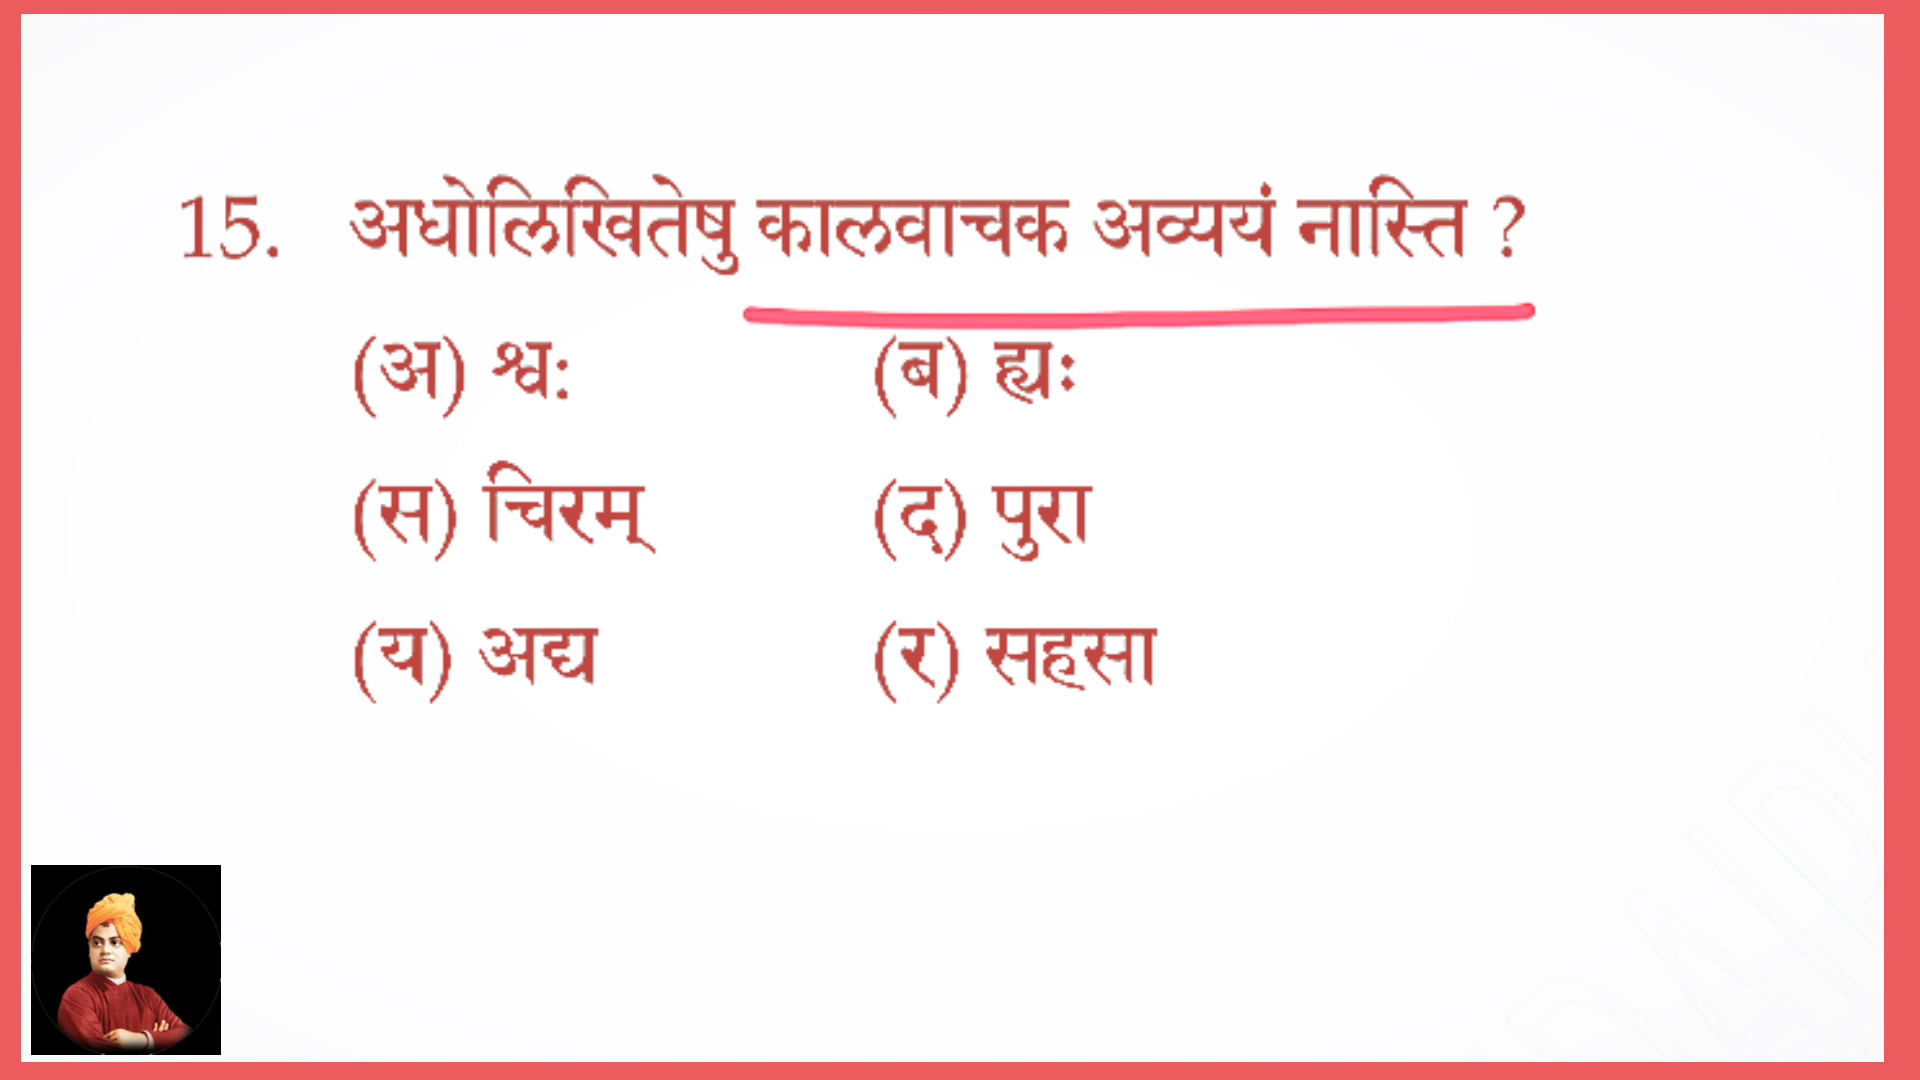 15. अधोलिखितेषु कालवाचक अव्ययं नास्ति ?
(अ) श्व: (ब) ह्यः
(स) चिरम् (द) पुरा
(य) अद्य (र) सहसा